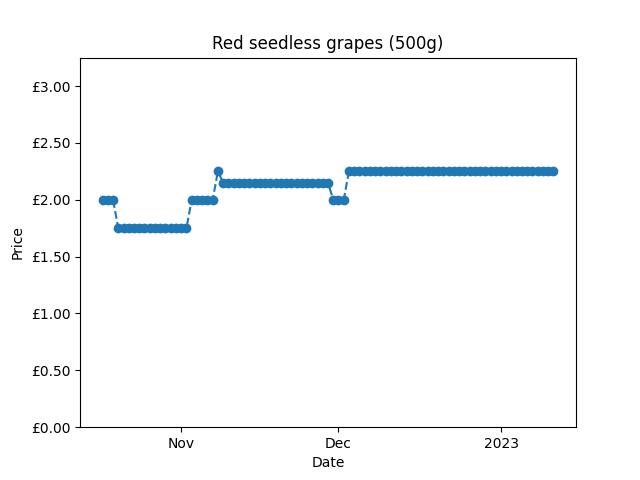 Red seedless grapes (500g)
£3.00
£2.50
£2.00
£1.50
£1.00
£0.50
£0.00
Price
Nov Dec 2023
Date